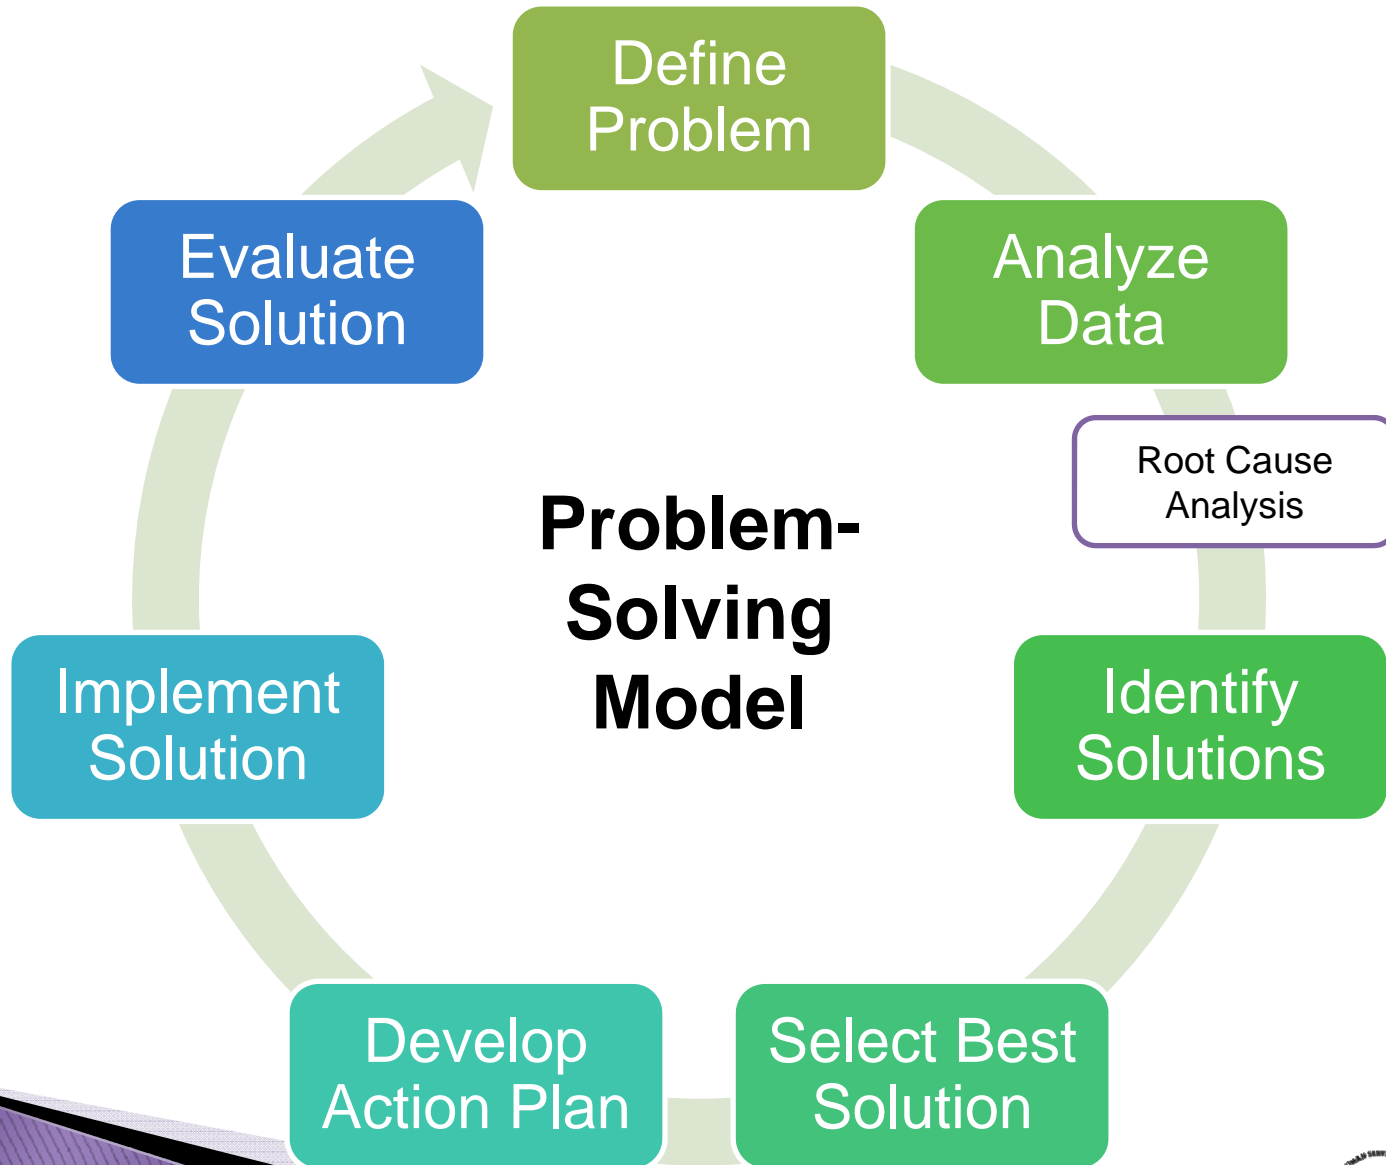 Define
Problem
Analyze
Data
Root Cause
Analysis
Identify
Solutions
Select Best
Solution
Develop
Action Plan
Implement
Solution
Evaluate
Solution
Problem-
Solving
Model